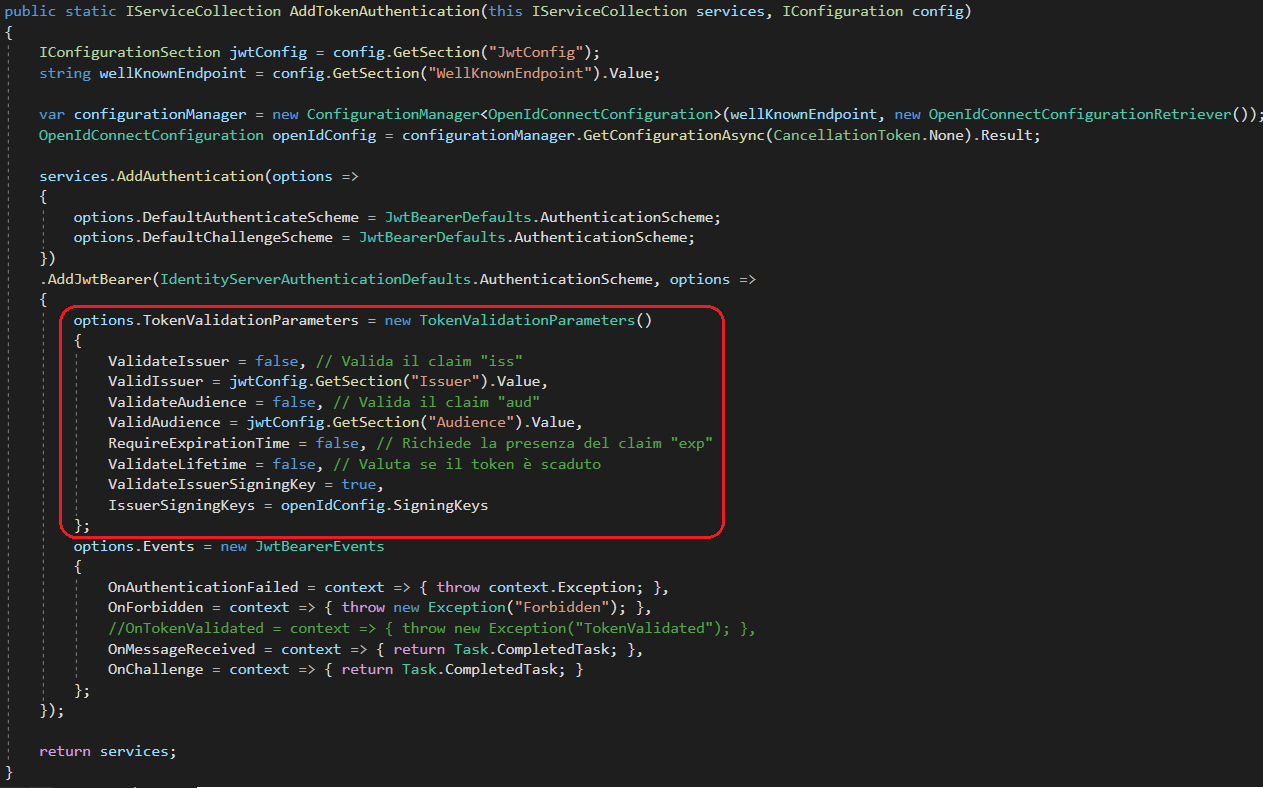 public static IServiceCollection AddTokenAuthentication(this IServiceCollection services, IConfiguration config)
{
    IConfigurationSection jwtConfig = config.GetSection("JwtConfig");
    string wellKnownEndpoint = config.GetSection("WellKnownEndpoint").Value;

    var configurationManager = new ConfigurationManager<OpenIdConnectConfiguration>(wellKnownEndpoint, new OpenIdConnectConfigurationRetriever());
    OpenIdConnectConfiguration openIdConfig = configurationManager.GetConfigurationAsync(CancellationToken.None).Result;

    services.AddAuthentication(options =>
    {
        options.DefaultAuthenticateScheme = JwtBearerDefaults.AuthenticationScheme;
        options.DefaultChallengeScheme = JwtBearerDefaults.AuthenticationScheme;
    })
    .AddJwtBearer(IdentityServerAuthenticationDefaults.AuthenticationScheme, options =>
    {
        options.TokenValidationParameters = new TokenValidationParameters()
        {
            ValidateIssuer = false, // Valida il claim "iss"
            ValidIssuer = jwtConfig.GetSection("Issuer").Value,
            ValidateAudience = false, // Valida il claim "aud"
            ValidAudience = jwtConfig.GetSection("Audience").Value,
            RequireExpirationTime = false, // Richiede la presenza del claim "exp"
            ValidateLifetime = false, // Valuta se il token è scaduto
            ValidateIssuerSigningKey = true,
            IssuerSigningKeys = openIdConfig.SigningKeys
        };
        options.Events = new JwtBearerEvents
        {
            OnAuthenticationFailed = context => { throw context.Exception; },
            OnForbidden = context => { throw new Exception("Forbidden"); },
            //OnTokenValidated = context => { throw new Exception("TokenValidated"); },
            OnMessageReceived = context => { return Task.CompletedTask; },
            OnChallenge = context => { return Task.CompletedTask; }
        };
    });

    return services;
}